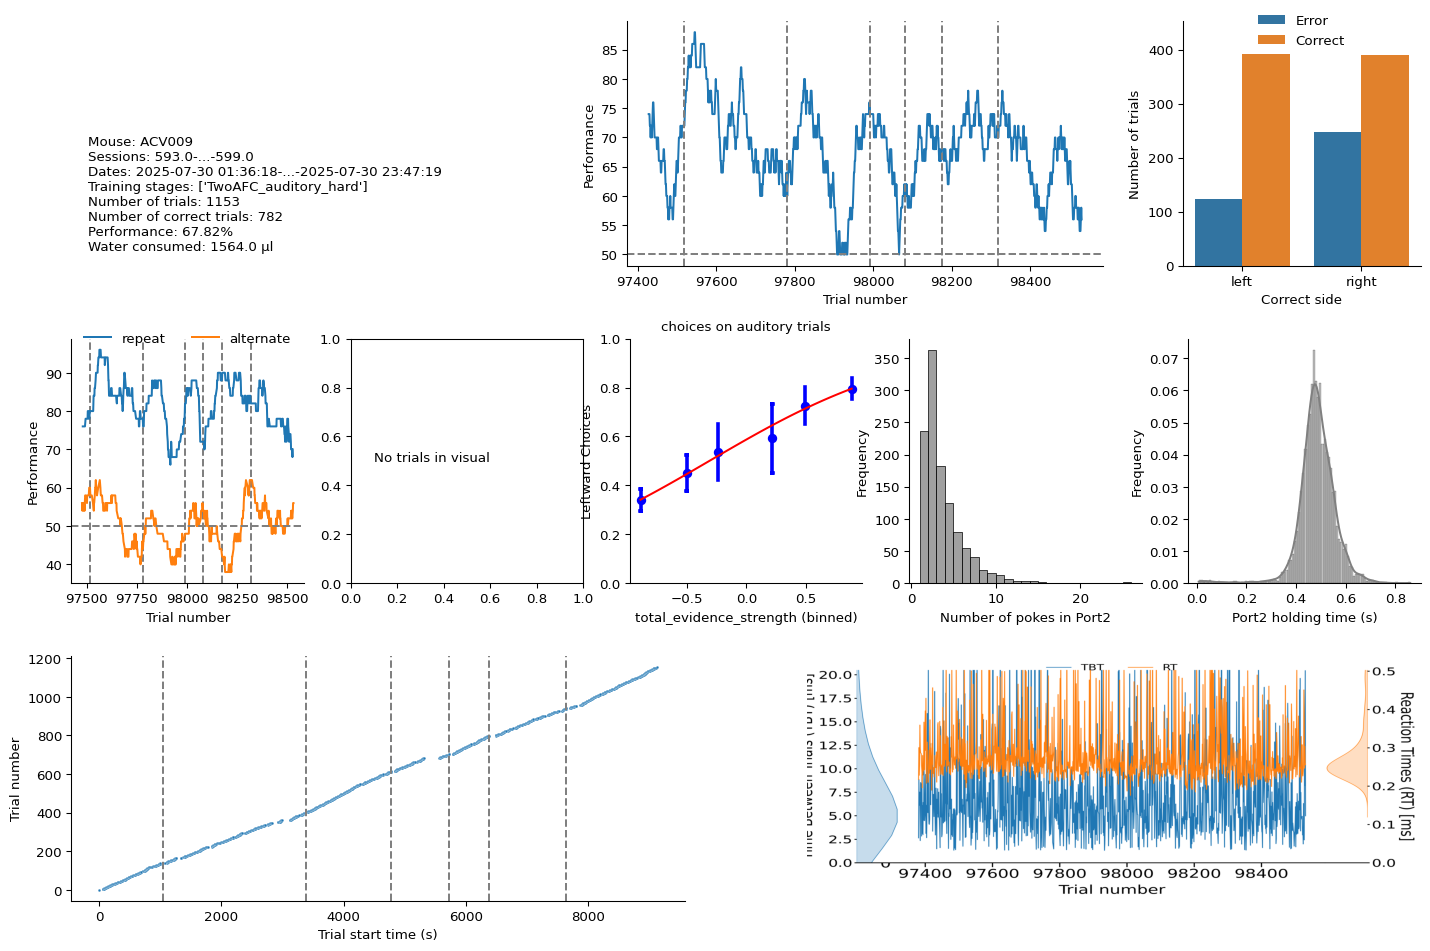 Mouse: ACV009
Sessions: 593.0-...-599.0
Dates: 2025-07-30 01:36:18-...-2025-07-30 23:47:19
Training stages: ['TwoAFC_auditory_hard']
Number of trials: 1153
Number of correct trials: 782
Performance: 67.82%
Water consumed: 1564.0 µl
Performance
85
80
75
70
65
60
55
50
97400 97600 97800 98000 98200 98400
Trial number
Error
Correct
Number of trials
400
300
200
100
0
left right
Correct side
repeat alternate
Performance
90
80
70
60
50
40
97500 97750 98000 98250 98500
Trial number
1.0
0.8
0.6
0.4
0.2
0.0
No trials in visual
0.0 0.2 0.4 0.6 0.8 1.0
choices on auditory trials
Leftward Choices
1.0
0.8
0.6
0.4
0.2
0.0
−0.5 0.0 0.5
total_evidence_strength (binned)
Frequency
350
300
250
200
150
100
50
0
0 10 20
Number of pokes in Port2
Frequency
0.07
0.06
0.05
0.04
0.03
0.02
0.01
0.00
0.0 0.2 0.4 0.6 0.8
Port2 holding time (s)
Trial number
1200
1000
800
600
400
200
0
0 2000 4000 6000 8000
Trial start time (s)
TBT RT
Time Between Trials (TBT) [ms]
20.0
17.5
15.0
12.5
10.0
7.5
5.0
2.5
0.0
0
97400 97600 97800 98000 98200 98400
Trial number
0.5
0.4
0.3
0.2
0.1
0.0
Reaction Times (RT) [ms]